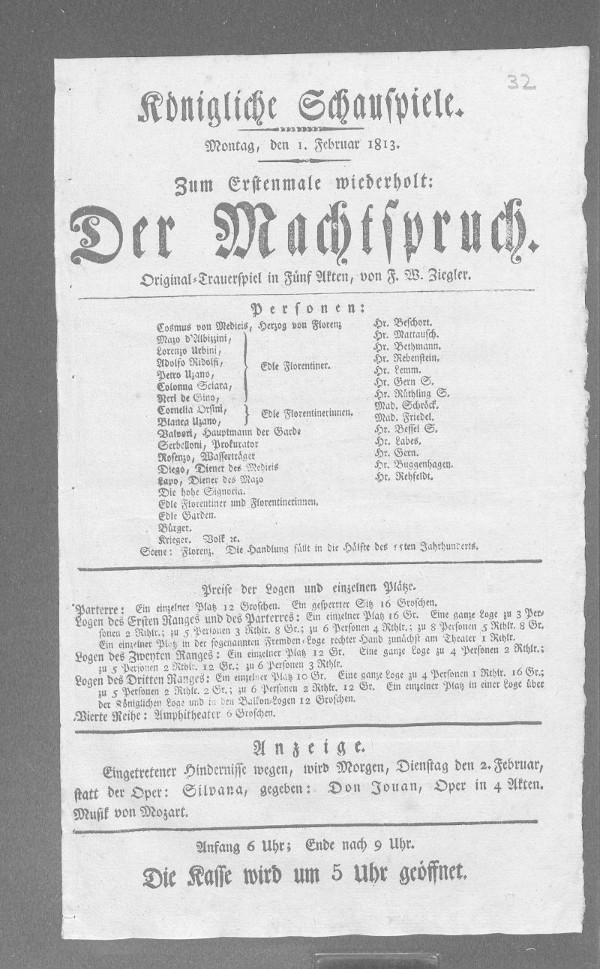 32
Königliche Schauspiele.
Montag, den 1. Februar 1813.
Zum Erstenmale wiederholt:
Der Machtspruch.
Original-Trauerspiel in Fünf Akten, von F. W. Ziegler.
Personen:
Cosmus von Medicis, Herzog von Florenz Hr. Beschort.
Mazo d'Albizzini, Hr. Mattausch.
Lorenzo Urbini, Hr. Bethmann.
Adolfo Ridolfi, Hr. Rebenstein.
Petro Uzano, Edle Florentiner. Hr. Lemm.
Colonna Sciara, Hr. Gern S.
Neri de Gino, Hr. Rüthling S.
Cornelia Orsini, Mad. Schröck.
Blanca Uzano, Edle Florentinerinnen. Mad. Friedel.
Valvori, Hauptmann der Garde Hr. Bessel S.
Serbelloni, Prokurator Hr. Labes.
Rosenzo, Wasserträger Hr. Gern.
Diego, Diener des Medicis Hr. Buggenhagen.
Lapo, Diener des Mazo Hr. Rehfeldt.
Die hohe Signoria.
Edle Florentiner und Florentinerinnen.
Edle Garden.
Bürger.
Krieger. Volk ꝛc.
Scene: Florenz. Die Handlung fällt in die Hälfte des 15ten Jahrhunderts.
Preise der Logen und einzelnen Plätze.
Parterre: Ein einzelner Platz 12 Groschen. Ein gesperrter Sitz 16 Groschen.
Logen des Ersten Ranges und des Parterres: Ein einzelner Platz 16 Gr. Eine ganze Loge zu 3 Per-
sonen 2 Rthlr.; zu 5 Personen 3 Rthlr. 8 Gr.; zu 6 Personen 4 Rthlr.; zu 8 Personen 5 Rthlr. 8 Gr.
Ein einzelner Platz in der sogenannten Fremden-Loge rechter Hand zunächst am Theater 1 Rthlr.
Logen des Zweyten Ranges: Ein einzelner Platz 12 Gr. Eine ganze Loge zu 4 Personen 2 Rthlr.;
zu 5 Personen 2 Rthlr. 12 Gr.; zu 6 Personen 3 Rthlr.
Logen des Dritten Ranges: Ein einzelner Platz 10 Gr. Eine ganze Loge zu 4 Personen 1 Rthlr. 16 Gr.;
zu 5 Personen 2 Rthlr. 2 Gr.; zu 6 Personen 2 Rthlr. 12 Gr. Ein einzelner Platz in einer Loge über
der Königlichen Loge und in den Balkon-Logen 12 Groschen.
Vierte Reihe: Amphitheater 6 Groschen.
Anzeige.
Eingetretener Hindernisse wegen, wird Morgen, Dienstag den 2. Februar,
statt der Oper: Silvana, gegeben: Don Jouan, Oper in 4 Akten.
Musik von Mozart.
Anfang 6 Uhr; Ende nach 9 Uhr.
Die Kasse wird um 5 Uhr geöffnet.